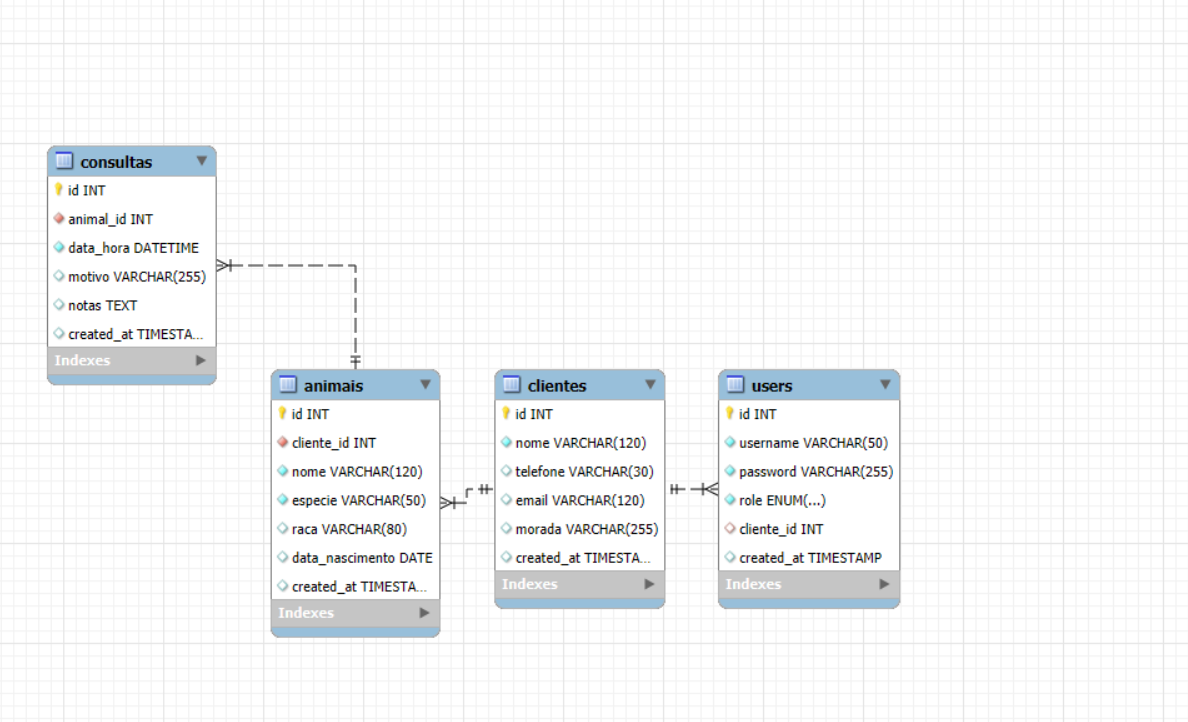 consultas
id INT
animal_id INT
data_hora DATETIME
motivo VARCHAR(255)
notas TEXT
created_at TIMESTA...
Indexes
animais
id INT
cliente_id INT
nome VARCHAR(120)
especie VARCHAR(50)
raca VARCHAR(80)
data_nascimento DATE
created_at TIMESTA...
Indexes
clientes
id INT
nome VARCHAR(120)
telefone VARCHAR(30)
email VARCHAR(120)
morada VARCHAR(255)
created_at TIMESTA...
Indexes
users
id INT
username VARCHAR(50)
password VARCHAR(255)
role ENUM(...)
cliente_id INT
created_at TIMESTAMP
Indexes